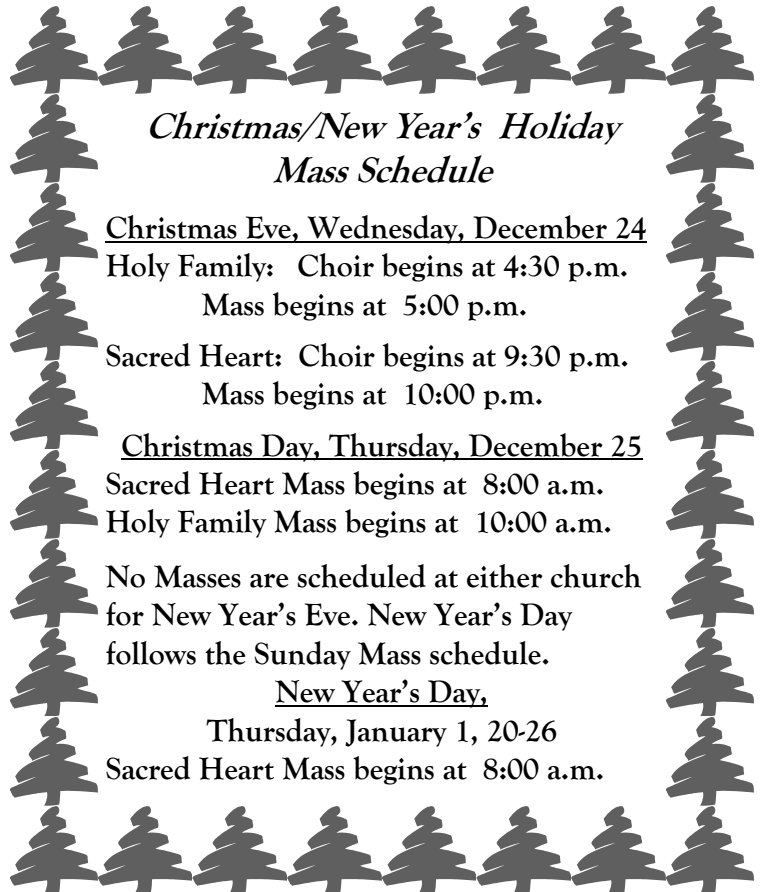 Christmas/New Year's Holiday
Mass Schedule
Christmas Eve, Wednesday, December 24
Holy Family: Choir begins at 4:30 p.m.
Mass begins at 5:00 p.m.
Sacred Heart: Choir begins at 9:30 p.m.
Mass begins at 10:00 p.m.
Christmas Day, Thursday, December 25
Sacred Heart Mass begins at 8:00 a.m.
Holy Family Mass begins at 10:00 a.m.
No Masses are scheduled at either church
for New Year's Eve. New Year's Day
follows the Sunday Mass schedule.
New Year's Day,
Thursday, January 1, 20-26
Sacred Heart Mass begins at 8:00 a.m.